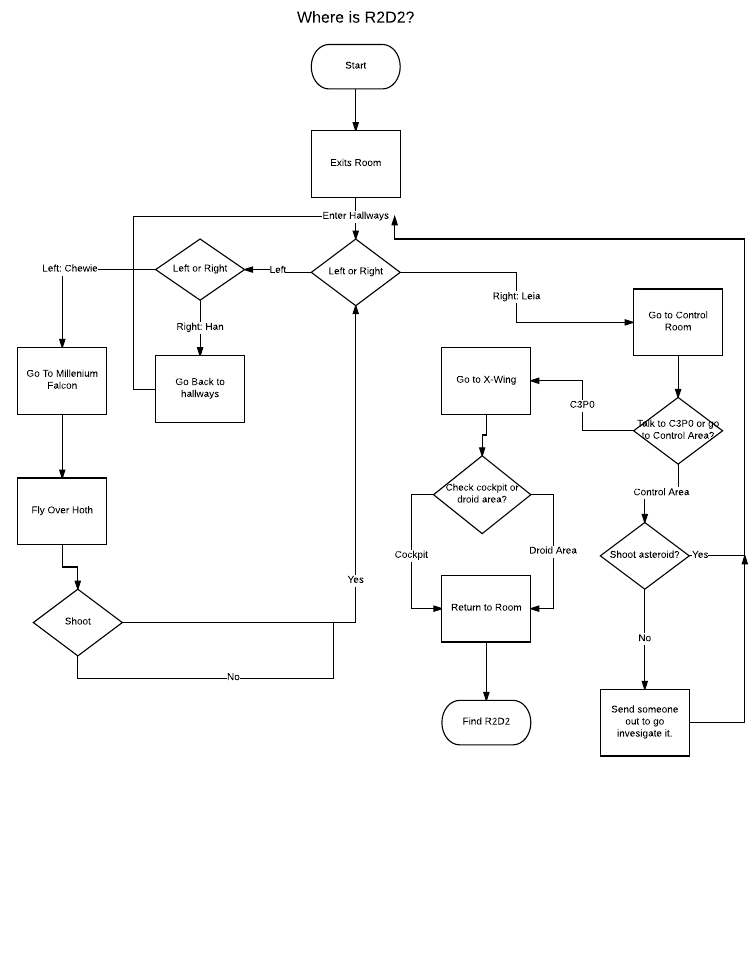 Where is R2D2?
Start
Exits Room
Enter Hallways
Left: Chewie
Left or Right
Left
Left or Right
Right: Leia
Go to Control
Room
Right: Han
Go To Millenium
Falcon
Go Back to
hallways
Go to X-Wing
C3P0
Talk to C3P0 or go
to Control Area?
Fly Over Hoth
Check cockpit or
droid area?
Control Area
Cockpit
Droid Area
Shoot asteroid?
Yes
Yes
Shoot
Return to Room
No
No
Find R2D2
Send someone
out to go
invesigate it.